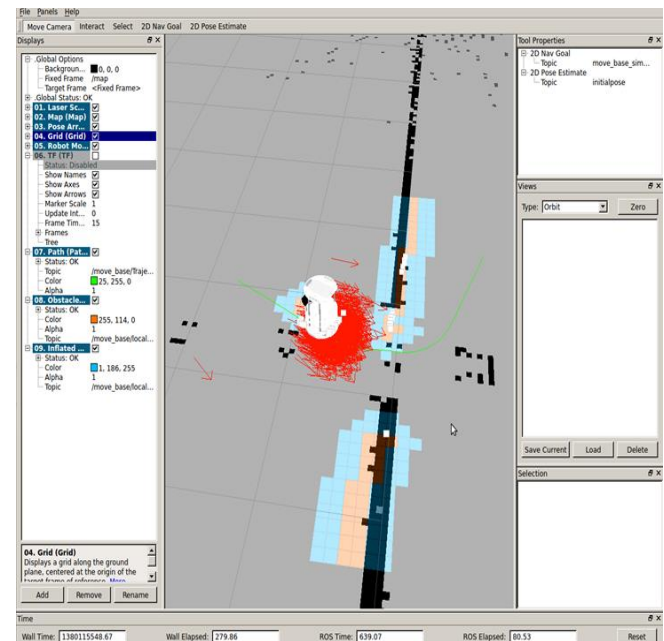 File Panels Help
Move Camera Interact Select 2D Nav Goal 2D Pose Estimate
Displays
.Global Options
Backgroun... 0, 0, 0
Fixed Frame /map
Target Frame <Fixed Frame>
.Global Status: OK
01. Laser Sc...
02. Map (Map)
03. Pose Arr...
04. Grid (Grid)
05. Robot Mo...
06. TF (TF)
Status: Disabled
Show Names
Show Axes
Show Arrows
Marker Scale 1
Update Int... 0
Frame Tim... 15
Frames
Tree
07. Path (Pat...
Status: OK
Topic /move_base/Traje...
Color 25, 255, 0
Alpha 1
08. Obstacle...
Status: OK
Color 255, 114, 0
Alpha 1
Topic /move_base/local...
09. Inflated ...
Status: OK
Color 1, 186, 255
Alpha 1
Topic /move_base/local...
04. Grid (Grid)
Displays a grid along the ground
plane, centered at the origin of the
target frame of reference. More
Add Remove Rename
Tool Properties
2D Nav Goal
Topic move_base_sim...
2D Pose Estimate
Topic initialpose
Views
Type: Orbit Zero
Save Current Load Delete
Selection
Time
Wall Time: 1380115548.67 Wall Elapsed: 279.86 ROS Time: 639.07 ROS Elapsed: 80.53 Reset